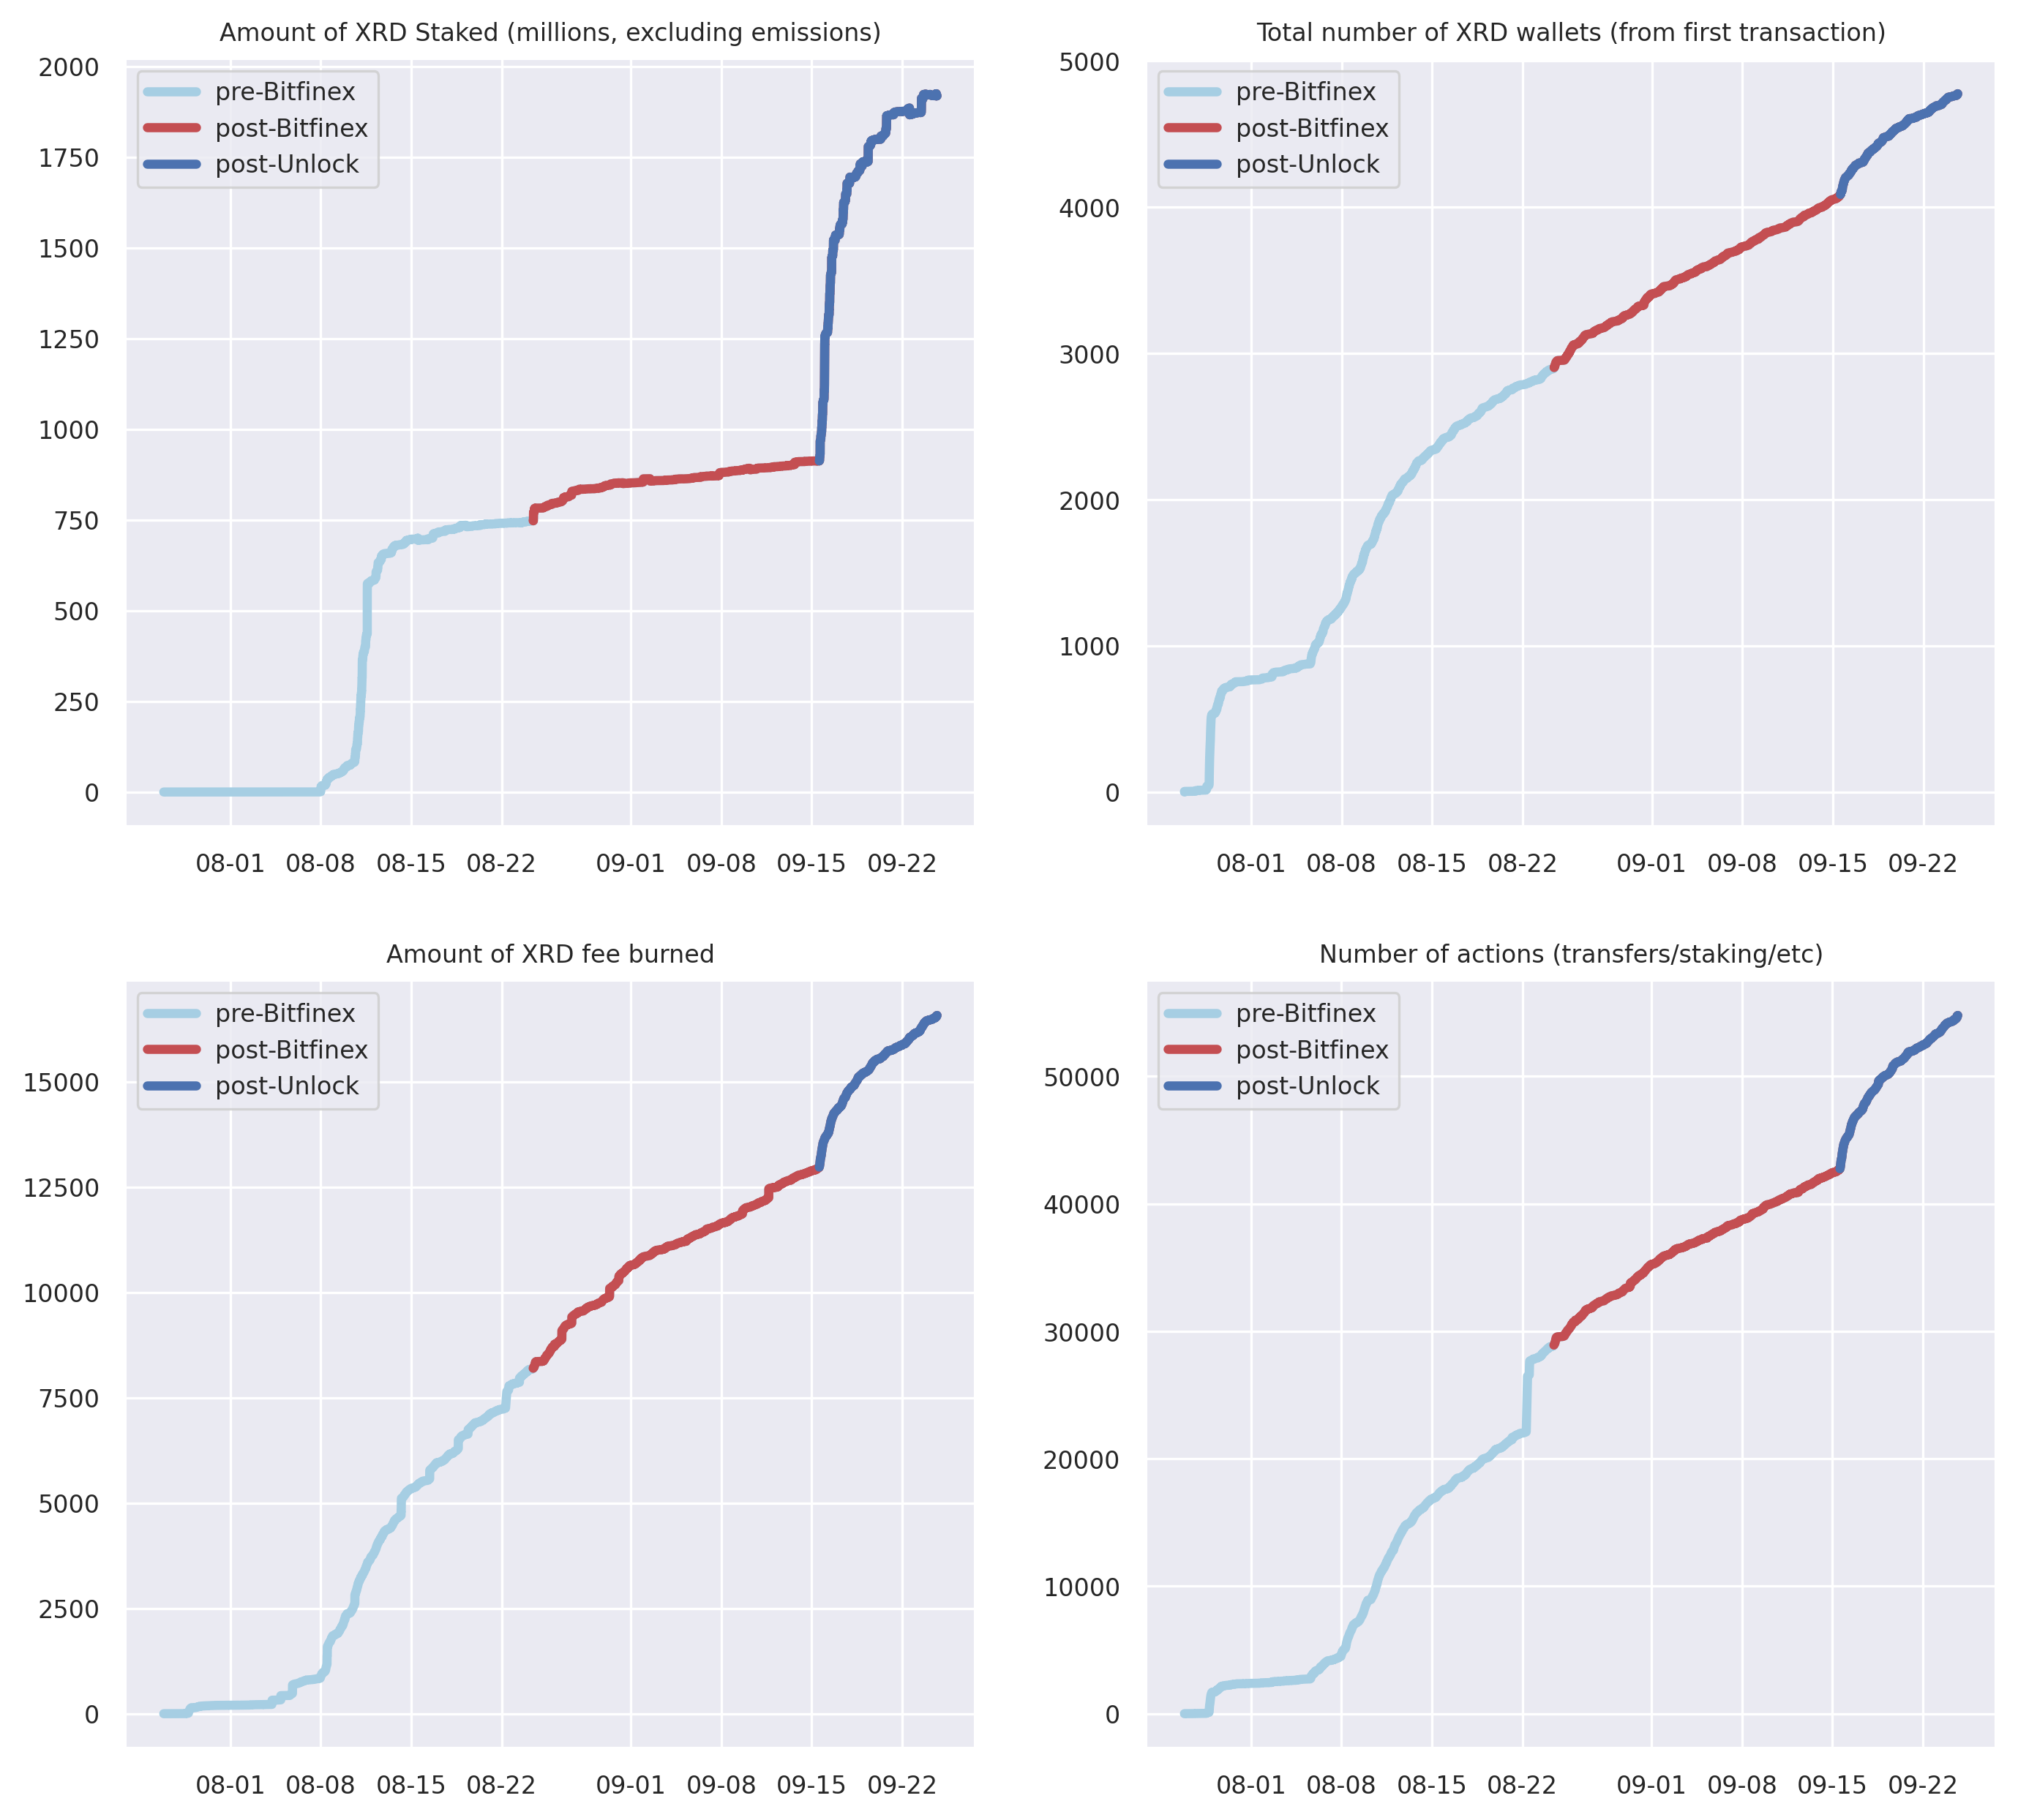 Amount of XRD Staked (millions, excluding emissions)
2000
1750
1500
1250
1000
750
500
250
0
pre-Bitfinex
post-Bitfinex
post-Unlock
08-01 08-08 08-15 08-22 09-01 09-08 09-15 09-22
Total number of XRD wallets (from first transaction)
5000
4000
3000
2000
1000
0
pre-Bitfinex
post-Bitfinex
post-Unlock
08-01 08-08 08-15 08-22 09-01 09-08 09-15 09-22
Amount of XRD fee burned
15000
12500
10000
7500
5000
2500
0
pre-Bitfinex
post-Bitfinex
post-Unlock
08-01 08-08 08-15 08-22 09-01 09-08 09-15 09-22
Number of actions (transfers/staking/etc)
50000
40000
30000
20000
10000
0
pre-Bitfinex
post-Bitfinex
post-Unlock
08-01 08-08 08-15 08-22 09-01 09-08 09-15 09-22